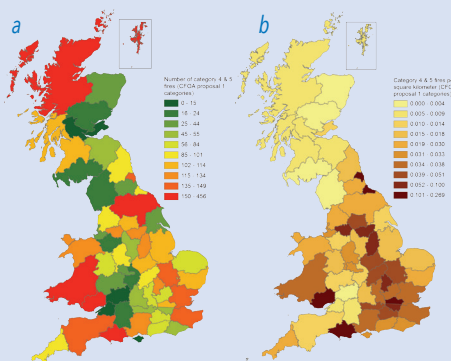 a
Number of category 4 & 5
fires (CFOA proposal 1
categories)
0 - 15
16 - 24
25 - 44
45 - 55
56 - 84
85 - 101
102 - 114
115 - 134
135 - 149
150 - 456
b
Category 4 & 5 fires p
square kilometer (CFO
proposal 1 categories)
0.000 - 0.004
0.005 - 0.009
0.010 - 0.014
0.015 - 0.018
0.019 - 0.030
0.031 - 0.033
0.034 - 0.038
0.039 - 0.051
0.052 - 0.100
0.101 - 0.269